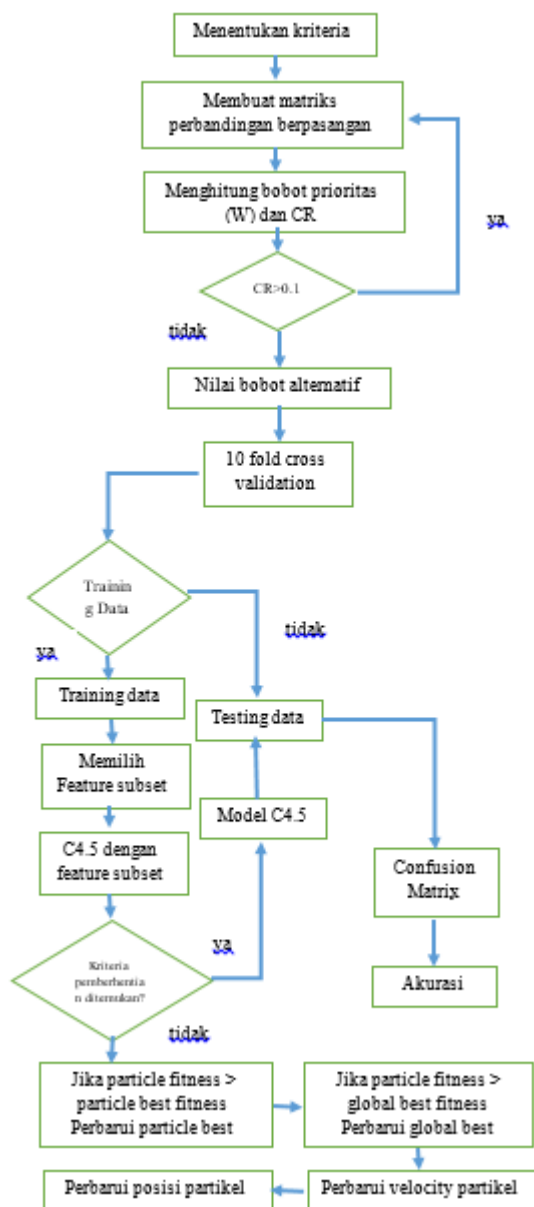 Menentukan kriteria
Membuat matriks
perbandingan berpasangan
Menghitung bobot prioritas
(W) dan CR
ya
CR>0.1
tidak
Nilai bobot alternatif
10 fold cross
validation
Trainin
g Data
tidak
ya
Training data
Testing data
Memilih
Feature subset
Model C4.5
C4.5 dengan
feature subset
Confusion
Matrix
ya
Kriteria
pemberhentia
n ditemukan?
Akurasi
tidak
Jika particle fitness >
particle best fitness
Perbarui particle best
Jika particle fitness >
global best fitness
Perbarui global best
Perbarui posisi partikel
Perbarui velocity partikel